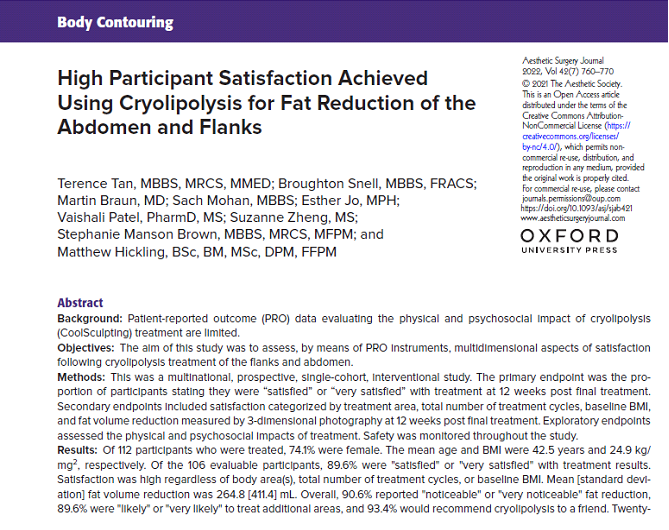 Body Contouring
High Participant Satisfaction Achieved
Using Cryolipolysis for Fat Reduction of the
Abdomen and Flanks
Terence Tan, MBBS, MRCS, MMED; Broughton Snell, MBBS, FRACS;
Martin Braun, MD; Sach Mohan, MBBS; Esther Jo, MPH;
Vaishali Patel, PharmD, MS; Suzanne Zheng, MS;
Stephanie Manson Brown, MBBS, MRCS, MFPM; and
Matthew Hickling, BSc, BM, MSc, DPM, FFPM
Aesthetic Surgery Journal
2022, Vol 42(7) 760–770
© 2021 The Aesthetic Society.
This is an Open Access article
distributed under the terms of the
Creative Commons Attribution-
NonCommercial License (https://
creativecommons.org/licenses/
by-nc/4.0/), which permits non-
commercial re-use, distribution, and
reproduction in any medium, provided
the original work is properly cited.
For commercial re-use, please contact
journals.permissions@oup.com
https://doi.org/10.1093/asj/sjab421
www.aestheticsurgeryjournal.com
OXFORD
UNIVERSITY PRESS
Abstract
Background: Patient-reported outcome (PRO) data evaluating the physical and psychosocial impact of cryolipolysis
(CoolSculpting) treatment are limited.
Objectives: The aim of this study was to assess, by means of PRO instruments, multidimensional aspects of satisfaction
following cryolipolysis treatment of the flanks and abdomen.
Methods: This was a multinational, prospective, single-cohort, interventional study. The primary endpoint was the pro-
portion of participants stating they were “satisfied” or “very satisfied” with treatment at 12 weeks post final treatment.
Secondary endpoints included satisfaction categorized by treatment area, total number of treatment cycles, baseline BMI,
and fat volume reduction measured by 3-dimensional photography at 12 weeks post final treatment. Exploratory endpoints
assessed the physical and psychosocial impacts of treatment. Safety was monitored throughout the study.
Results: Of 112 participants who were treated, 74.1% were female. The mean age and BMI were 42.5 years and 24.9 kg/
mg², respectively. Of the 106 evaluable participants, 89.6% were "satisfied" or "very satisfied" with treatment results.
Satisfaction was high regardless of body area(s), total number of treatment cycles, or baseline BMI. Mean [standard devi-
ation] fat volume reduction was 264.8 [411.4] mL. Overall, 90.6% reported "noticeable" or "very noticeable" fat reduction,
89.6% were "likely" or "very likely" to treat additional areas, and 93.4% would recommend cryolipolysis to a friend. Twenty-